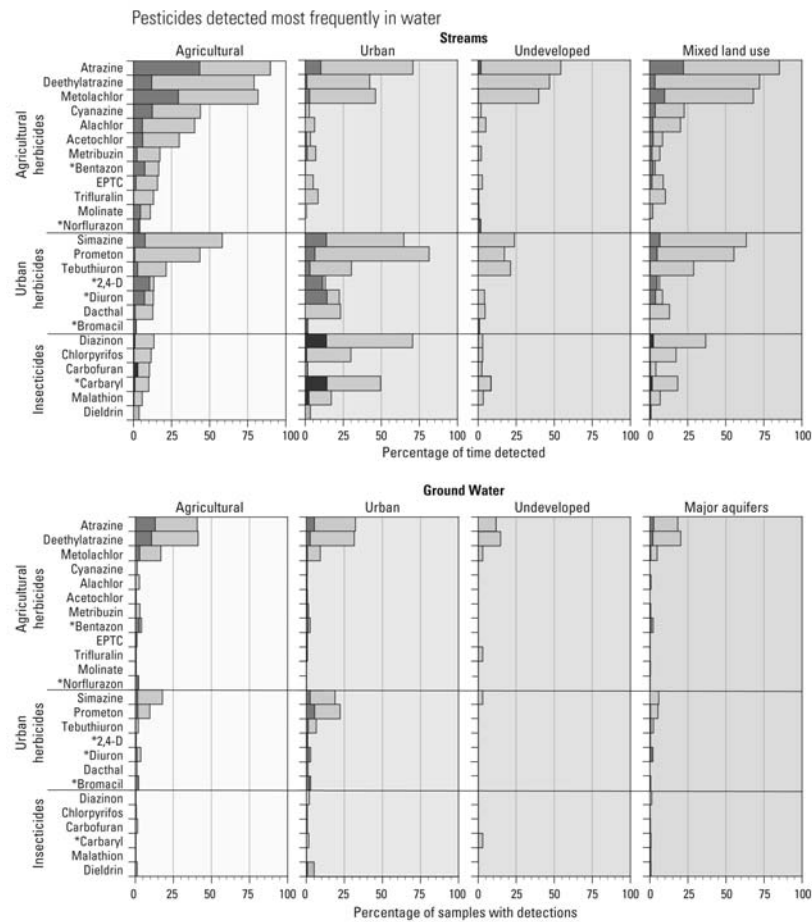 Pesticides detected most frequently in water
Streams
Agricultural Urban Undeveloped Mixed land use
Agricultural herbicides
Atrazine
Deethylatrazine
Metolachlor
Cyanazine
Alachlor
Acetochlor
Metribuzin
*Bentazon
EPTC
Trifluralin
Molinate
*Norflurazon
Urban herbicides
Simazine
Prometon
Tebuthiuron
*2,4-D
*Diuron
Dacthal
*Bromacil
Insecticides
Diazinon
Chlorpyrifos
Carbofuran
*Carbaryl
Malathion
Dieldrin
0 25 50 75 100 0 25 50 75 100 0 25 50 75 100 0 25 50 75 100
Percentage of time detected
Ground Water
Agricultural Urban Undeveloped Major aquifers
Agricultural herbicides
Atrazine
Deethylatrazine
Metolachlor
Cyanazine
Alachlor
Acetochlor
Metribuzin
*Bentazon
EPTC
Trifluralin
Molinate
*Norflurazon
Urban herbicides
Simazine
Prometon
Tebuthiuron
*2,4-D
*Diuron
Dacthal
*Bromacil
Insecticides
Diazinon
Chlorpyrifos
Carbofuran
*Carbaryl
Malathion
Dieldrin
0 25 50 75 100 0 25 50 75 100 0 25 50 75 100 0 25 50 75 100
Percentage of samples with detections